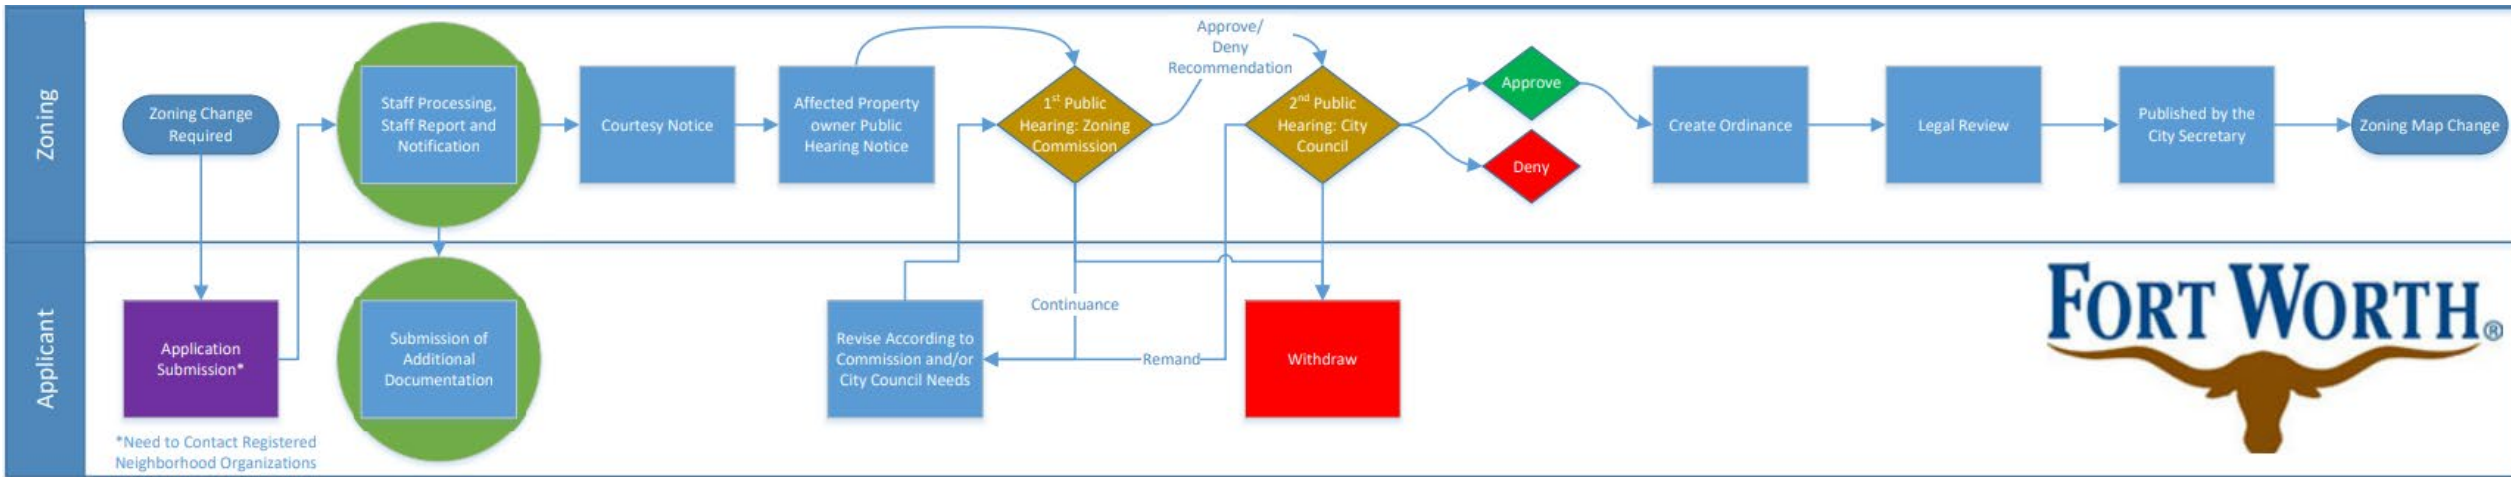 Zoning
Zoning Change
Required
Staff Processing,
Staff Report and
Notification
Courtesy Notice
Affected Property
owner Public
Hearing Notice
1st Public
Hearing: Zoning
Commission
Approve/
Deny
Recommendation
2nd Public
Hearing: City
Council
Approve
Deny
Create Ordinance
Legal Review
Published by the
City Secretary
Zoning Map Change
Applicant
Application
Submission*
*Need to Contact Registered
Neighborhood Organizations
Submission of
Additional
Documentation
Revise According to
Commission and/or
City Council Needs
Continuance
Remand
Withdraw
FORT WORTH®